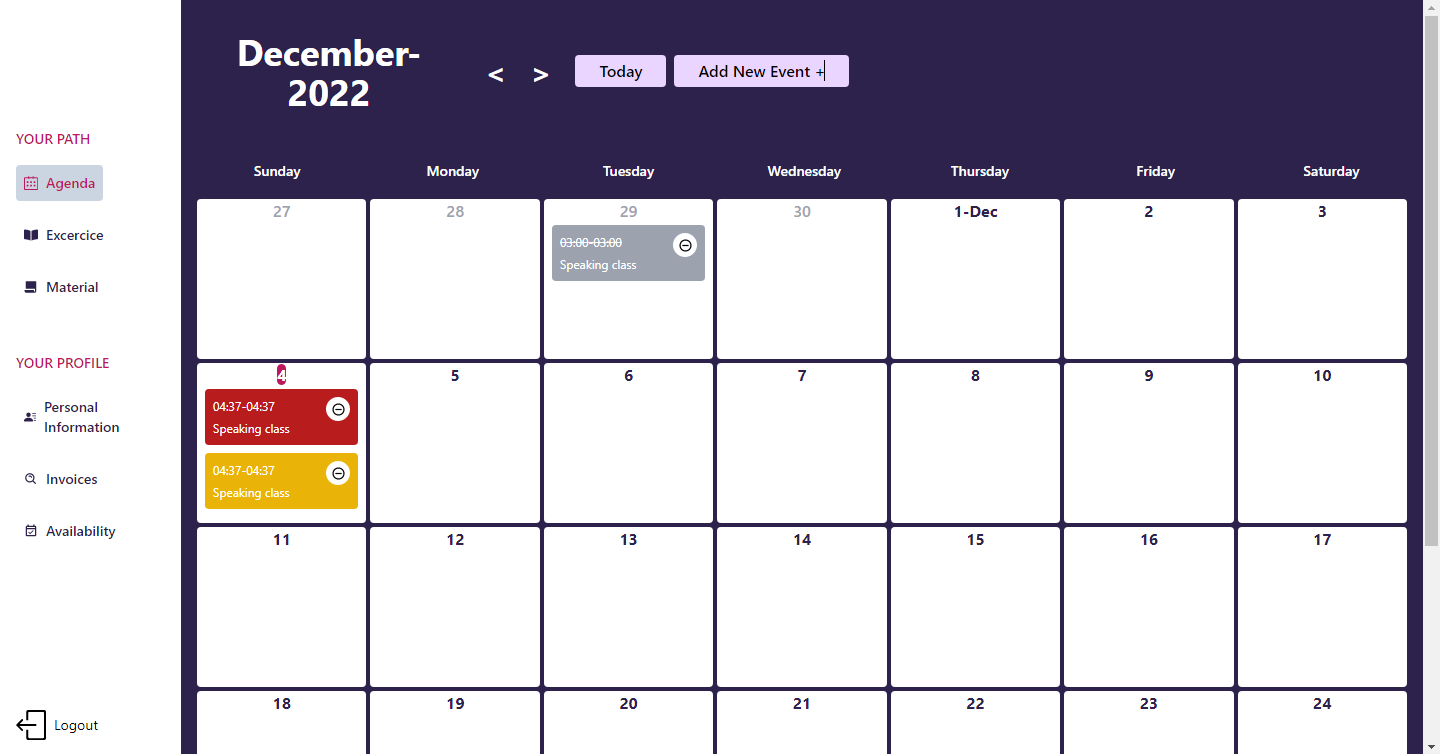 YOUR PATH
Agenda
Excercice
Material
YOUR PROFILE
Personal
Information
Invoices
Availability
Logout
December-
2022
< >
Today
Add New Event +
Sunday Monday Tuesday Wednesday Thursday Friday Saturday
27 28 29 30 1-Dec 2 3
03:00-03:00
Speaking class
4 5 6 7 8 9 10
04:37-04:37
Speaking class
04:37-04:37
Speaking class
11 12 13 14 15 16 17
18 19 20 21 22 23 24